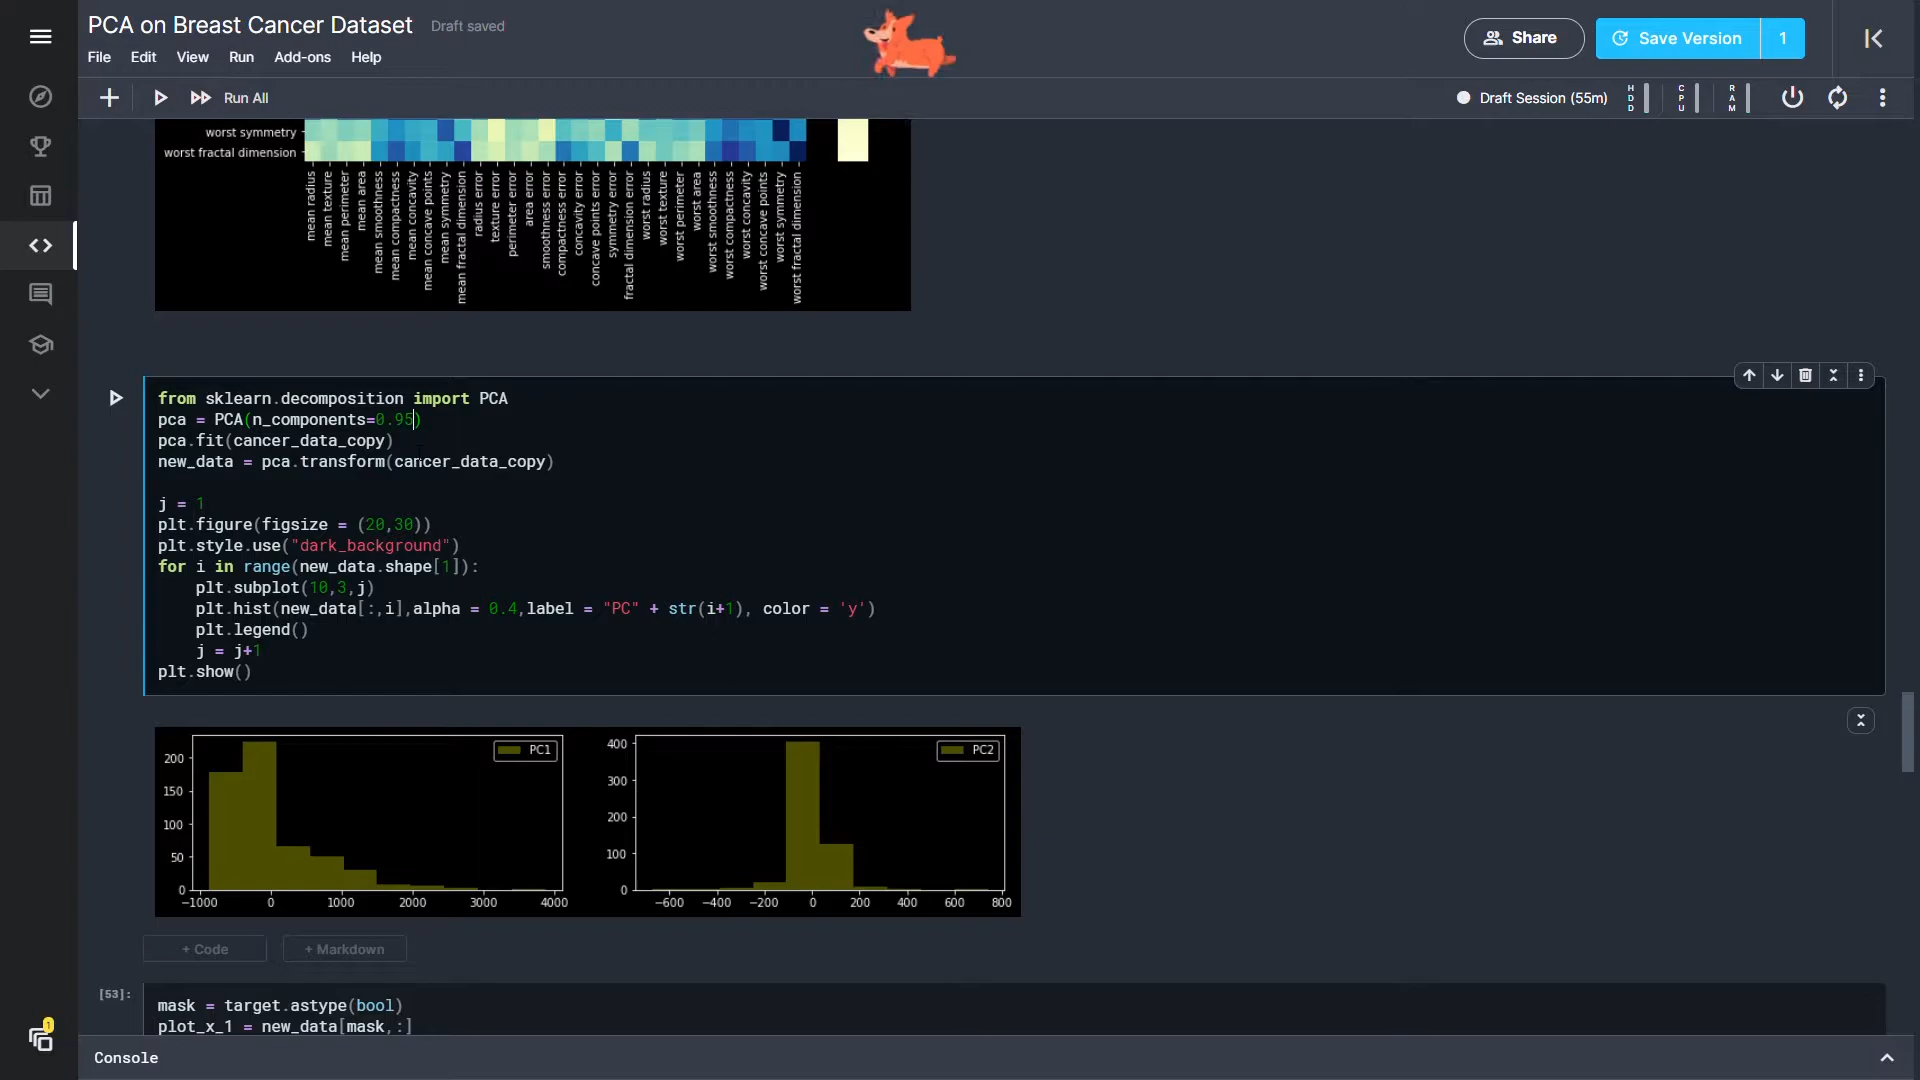 PCA on Breast Cancer Dataset
Draft saved
Share
Save Version
1
File
Edit
View
Run
Add-ons
Help
Run All
Draft Session (55m)
HDD
CPU
RAM
worst symmetry
worst fractal dimension
mean radius
mean texture
mean perimeter
mean area
mean smoothness
mean compactness
mean concavity
mean concave points
mean symmetry
mean fractal dimension
radius error
texture error
perimeter error
area error
smoothness error
compactness error
concavity error
concave points error
symmetry error
fractal dimension error
worst radius
worst texture
worst perimeter
worst area
worst smoothness
worst compactness
worst concavity
worst concave points
worst symmetry
worst fractal dimension
from sklearn.decomposition import PCA
pca = PCA(n_components=0.95)
pca.fit(cancer_data_copy)
new_data = pca.transform(cancer_data_copy)
j = 1
plt.figure(figsize = (20,30))
plt.style.use("dark_background")
for i in range(new_data.shape[1]):
plt.subplot(10,3,j)
plt.hist(new_data[:,i],alpha = 0.4,label = "PC" + str(i+1), color = 'y')
plt.legend()
j = j+1
plt.show()
PC1
200
150
100
50
0
−1000 0 1000 2000 3000 4000
PC2
400
300
200
100
0
−600 −400 −200 0 200 400 600 800
+ Code
+ Markdown
[53]:
mask = target.astype(bool)
plot_x_1 = new_data[mask,:]
1
Console